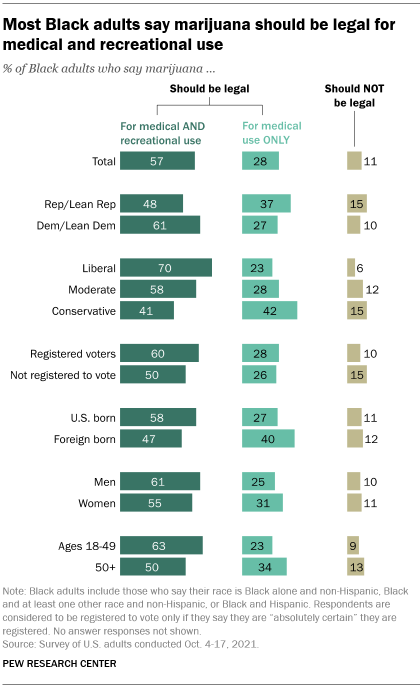 Most Black adults say marijuana should be legal for
medical and recreational use
% of Black adults who say marijuana ...
Should be legal
Should NOT
be legal
For medical AND
recreational use
For medical
use ONLY
Total 57 28 11
Rep/Lean Rep 48 37 15
Dem/Lean Dem 61 27 10
Liberal 70 23 6
Moderate 58 28 12
Conservative 41 42 15
Registered voters 60 28 10
Not registered to vote 50 26 15
U.S. born 58 27 11
Foreign born 47 40 12
Men 61 25 10
Women 55 31 11
Ages 18-49 63 23 9
50+ 50 34 13
Note: Black adults include those who say their race is Black alone and non-Hispanic, Black
and at least one other race and non-Hispanic, or Black and Hispanic. Respondents are
considered to be registered to vote only if they say they are “absolutely certain” they are
registered. No answer responses not shown.
Source: Survey of U.S. adults conducted Oct. 4-17, 2021.
PEW RESEARCH CENTER